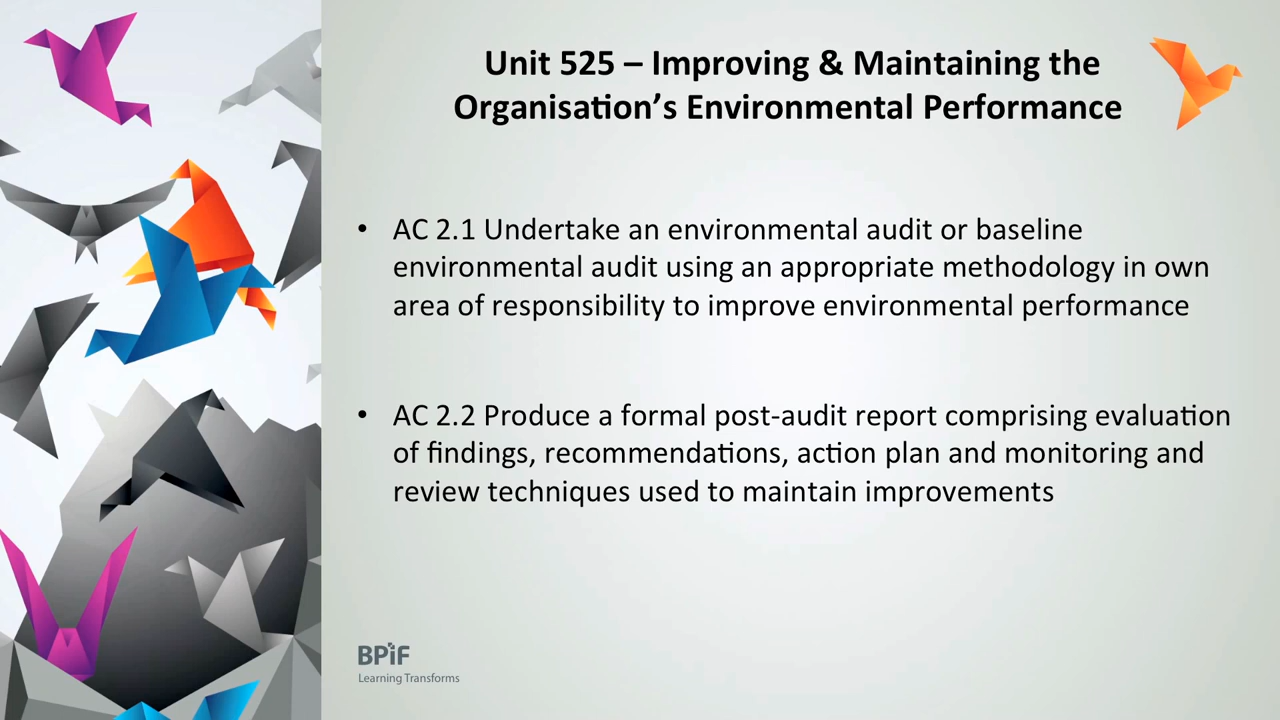 Unit 525 – Improving & Maintaining the
Organisation’s Environmental Performance
• AC 2.1 Undertake an environmental audit or baseline
environmental audit using an appropriate methodology in own
area of responsibility to improve environmental performance
• AC 2.2 Produce a formal post-audit report comprising evaluation
of findings, recommendations, action plan and monitoring and
review techniques used to maintain improvements
BPiF
Learning Transforms